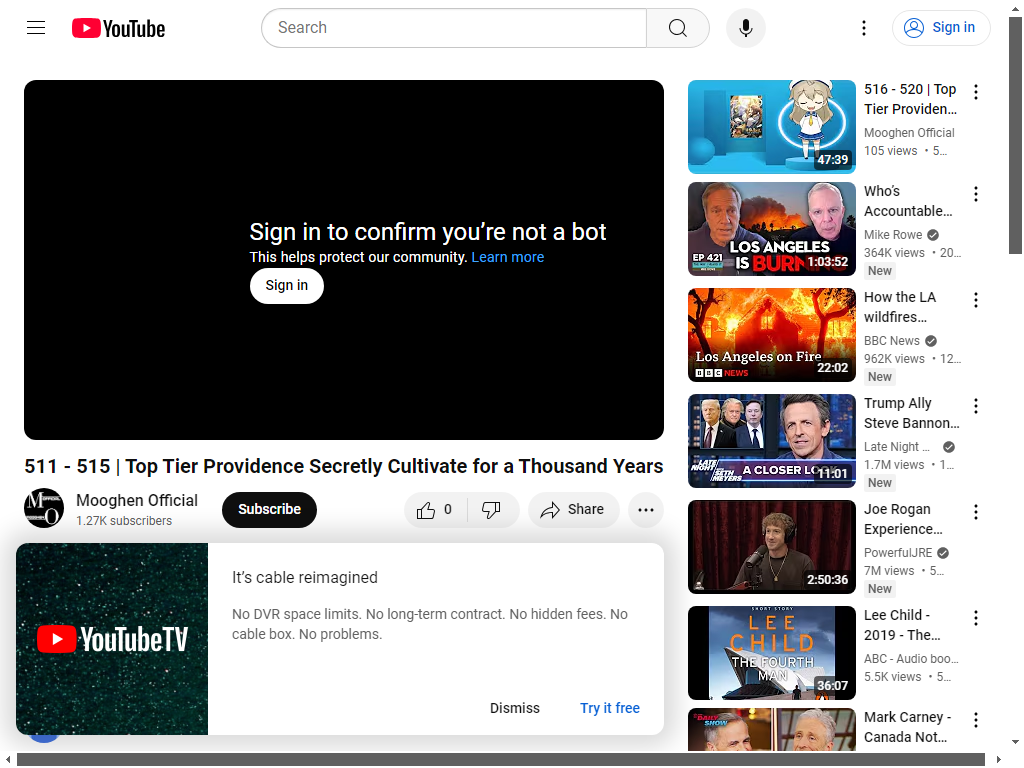 YouTube
Search
Sign in
Sign in to confirm you’re not a bot
This helps protect our community. Learn more
Sign in
511 - 515 | Top Tier Providence Secretly Cultivate for a Thousand Years
Mooghen Official
1.27K subscribers
Subscribe
0
Share
It’s cable reimagined
No DVR space limits. No long-term contract. No hidden fees. No
cable box. No problems.
YouTubeTV
Dismiss
Try it free
47:39
516 - 520 | Top
Tier Providen…
Mooghen Official
105 views • 5…
EP 421
LOS ANGELES
IS BURNING
1:03:52
Who’s
Accountable…
Mike Rowe
364K views • 20…
New
Los Angeles on Fire
BBC NEWS
22:02
How the LA
wildfires…
BBC News
962K views • 12…
New
LATE
NIGHT
SETH
MEYERS
A CLOSER LOOK
11:01
Trump Ally
Steve Bannon…
Late Night …
1.7M views • 1…
New
2:50:36
Joe Rogan
Experience…
PowerfulJRE
7M views • 5…
New
SHORT STORY
LEE
CHILD
THE FOURTH
MAN
36:07
Lee Child -
2019 - The…
ABC - Audio boo…
5.5K views • 5…
THE DAILY
SHOW
Mark Carney -
Canada Not…